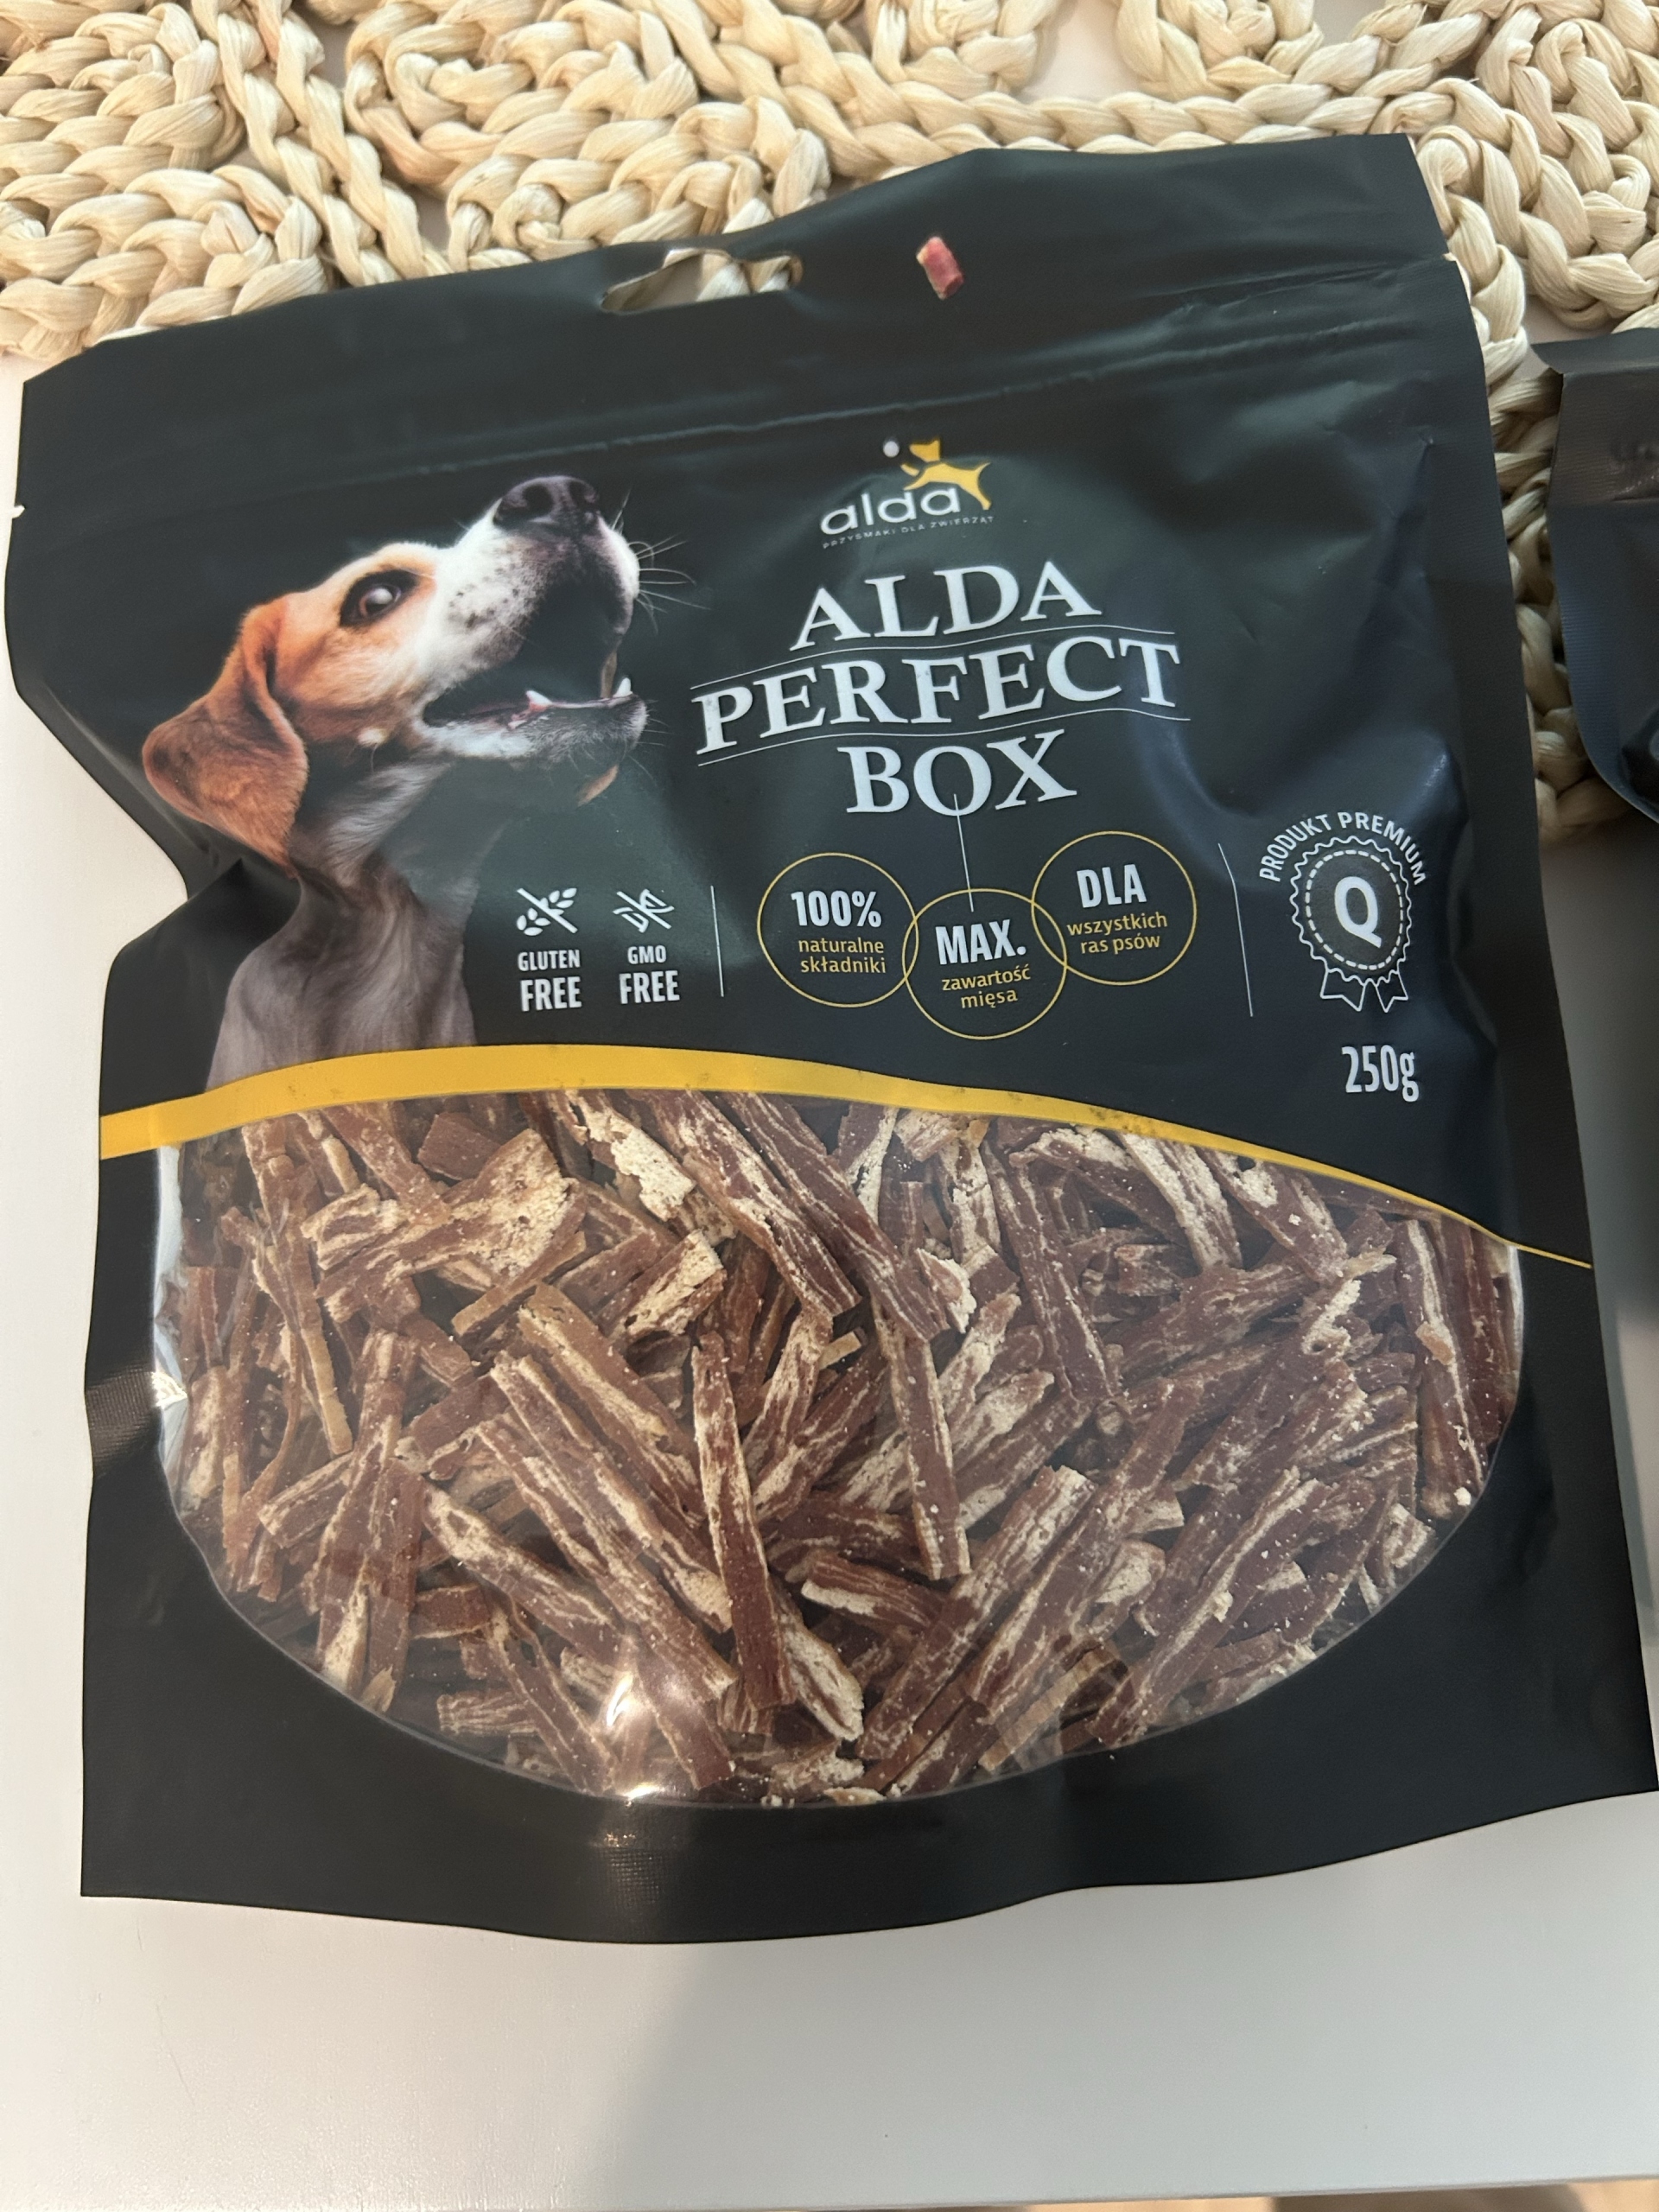 alda
PRZYSMAKI DLA ZWIERZĄT
ALDA
PERFECT
BOX
GLUTEN
FREE
GMO
FREE
100%
naturalne
składniki
MAX.
zawartość
mięsa
DLA
wszystkich
ras psów
PRODUKT PREMIUM
Q
250g